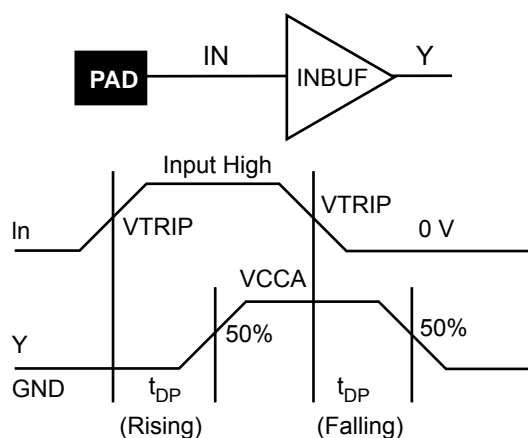 PAD
IN
INBUF
Y
Input High
In
VTRIP
VTRIP
0 V
VCCA
Y
50%
50%
GND
tDP
tDP
(Rising)
(Falling)